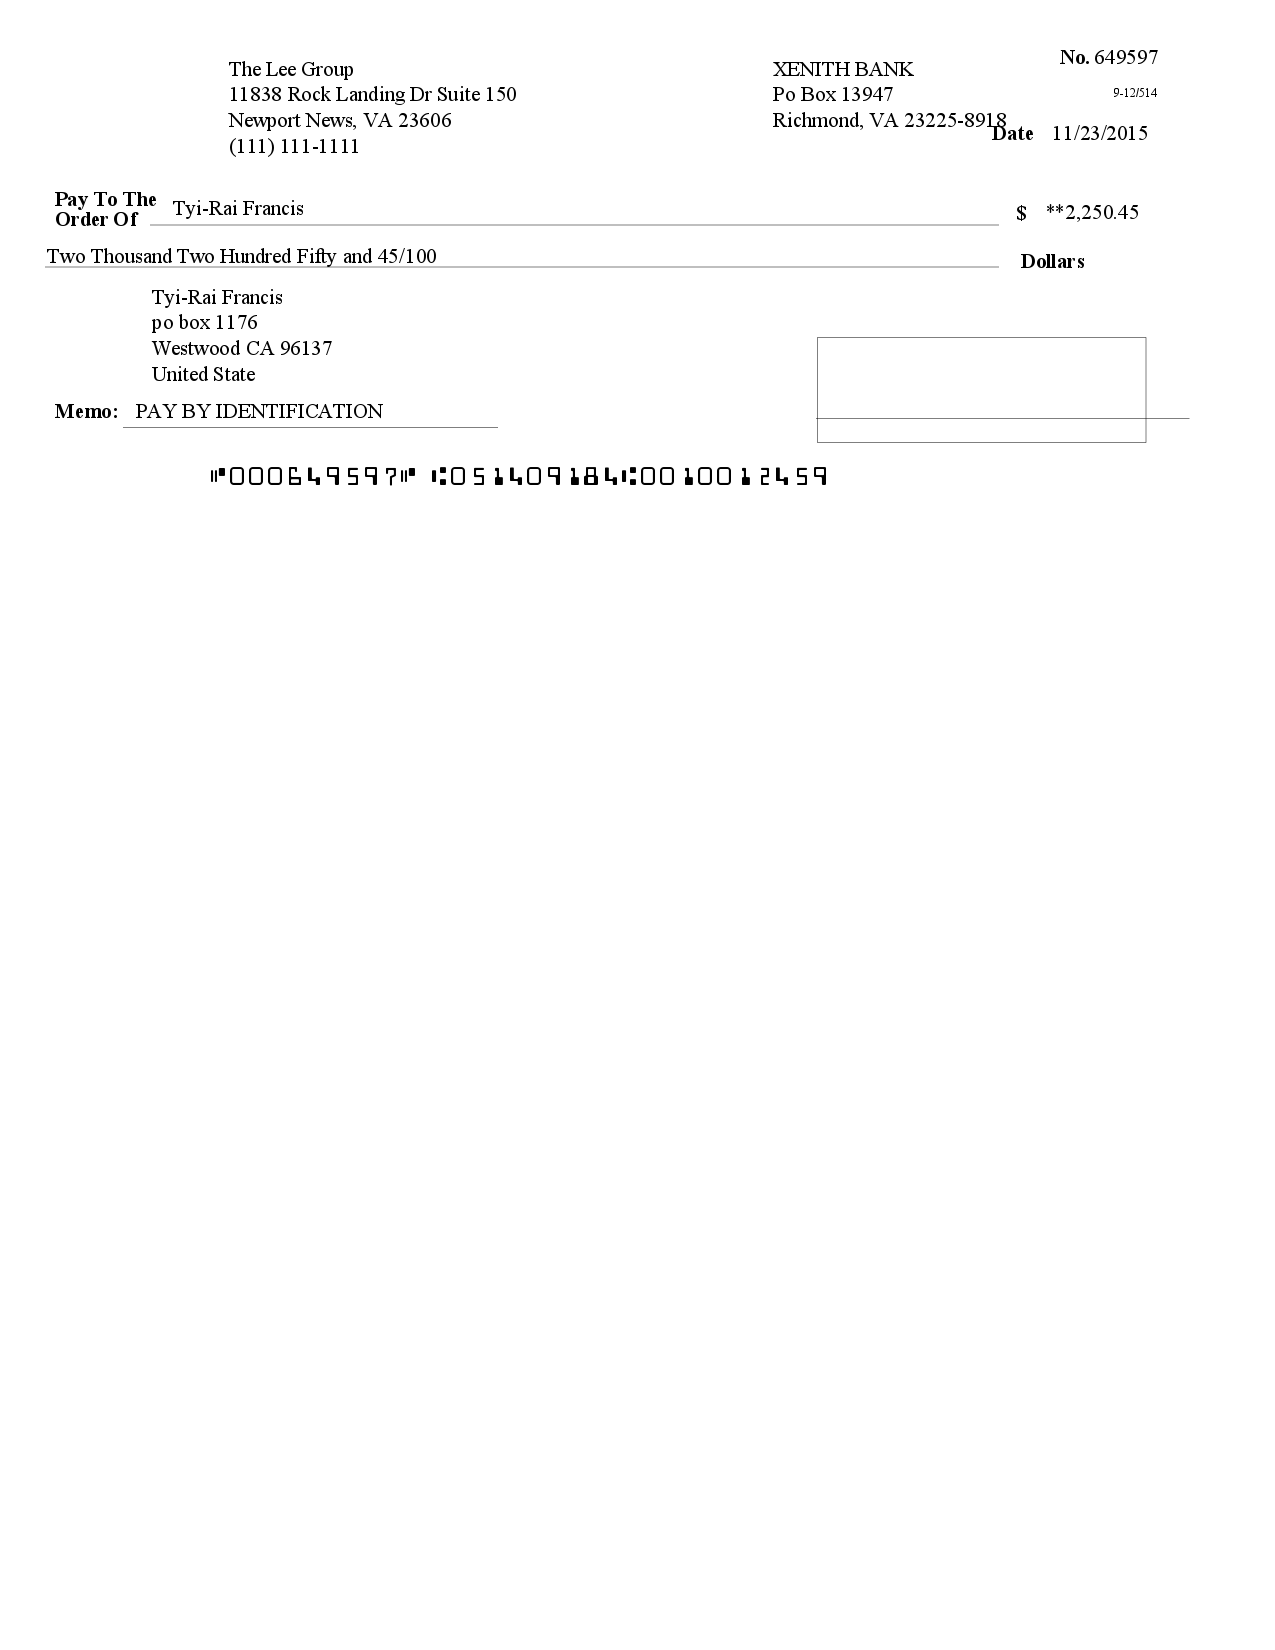 The Lee Group
11838 Rock Landing Dr Suite 150
Newport News, VA 23606
(111) 111-1111
XENITH BANK
Po Box 13947
Richmond, VA 23225-8918
No. 649597
9-12/514
Date 11/23/2015
Pay To The
Order Of Tyi-Rai Francis $ **2,250.45
Two Thousand Two Hundred Fifty and 45/100 Dollars
Tyi-Rai Francis
po box 1176
Westwood CA 96137
United State
Memo: PAY BY IDENTIFICATION
⑈000649597⑈ ⑆051409184⑆0010012459